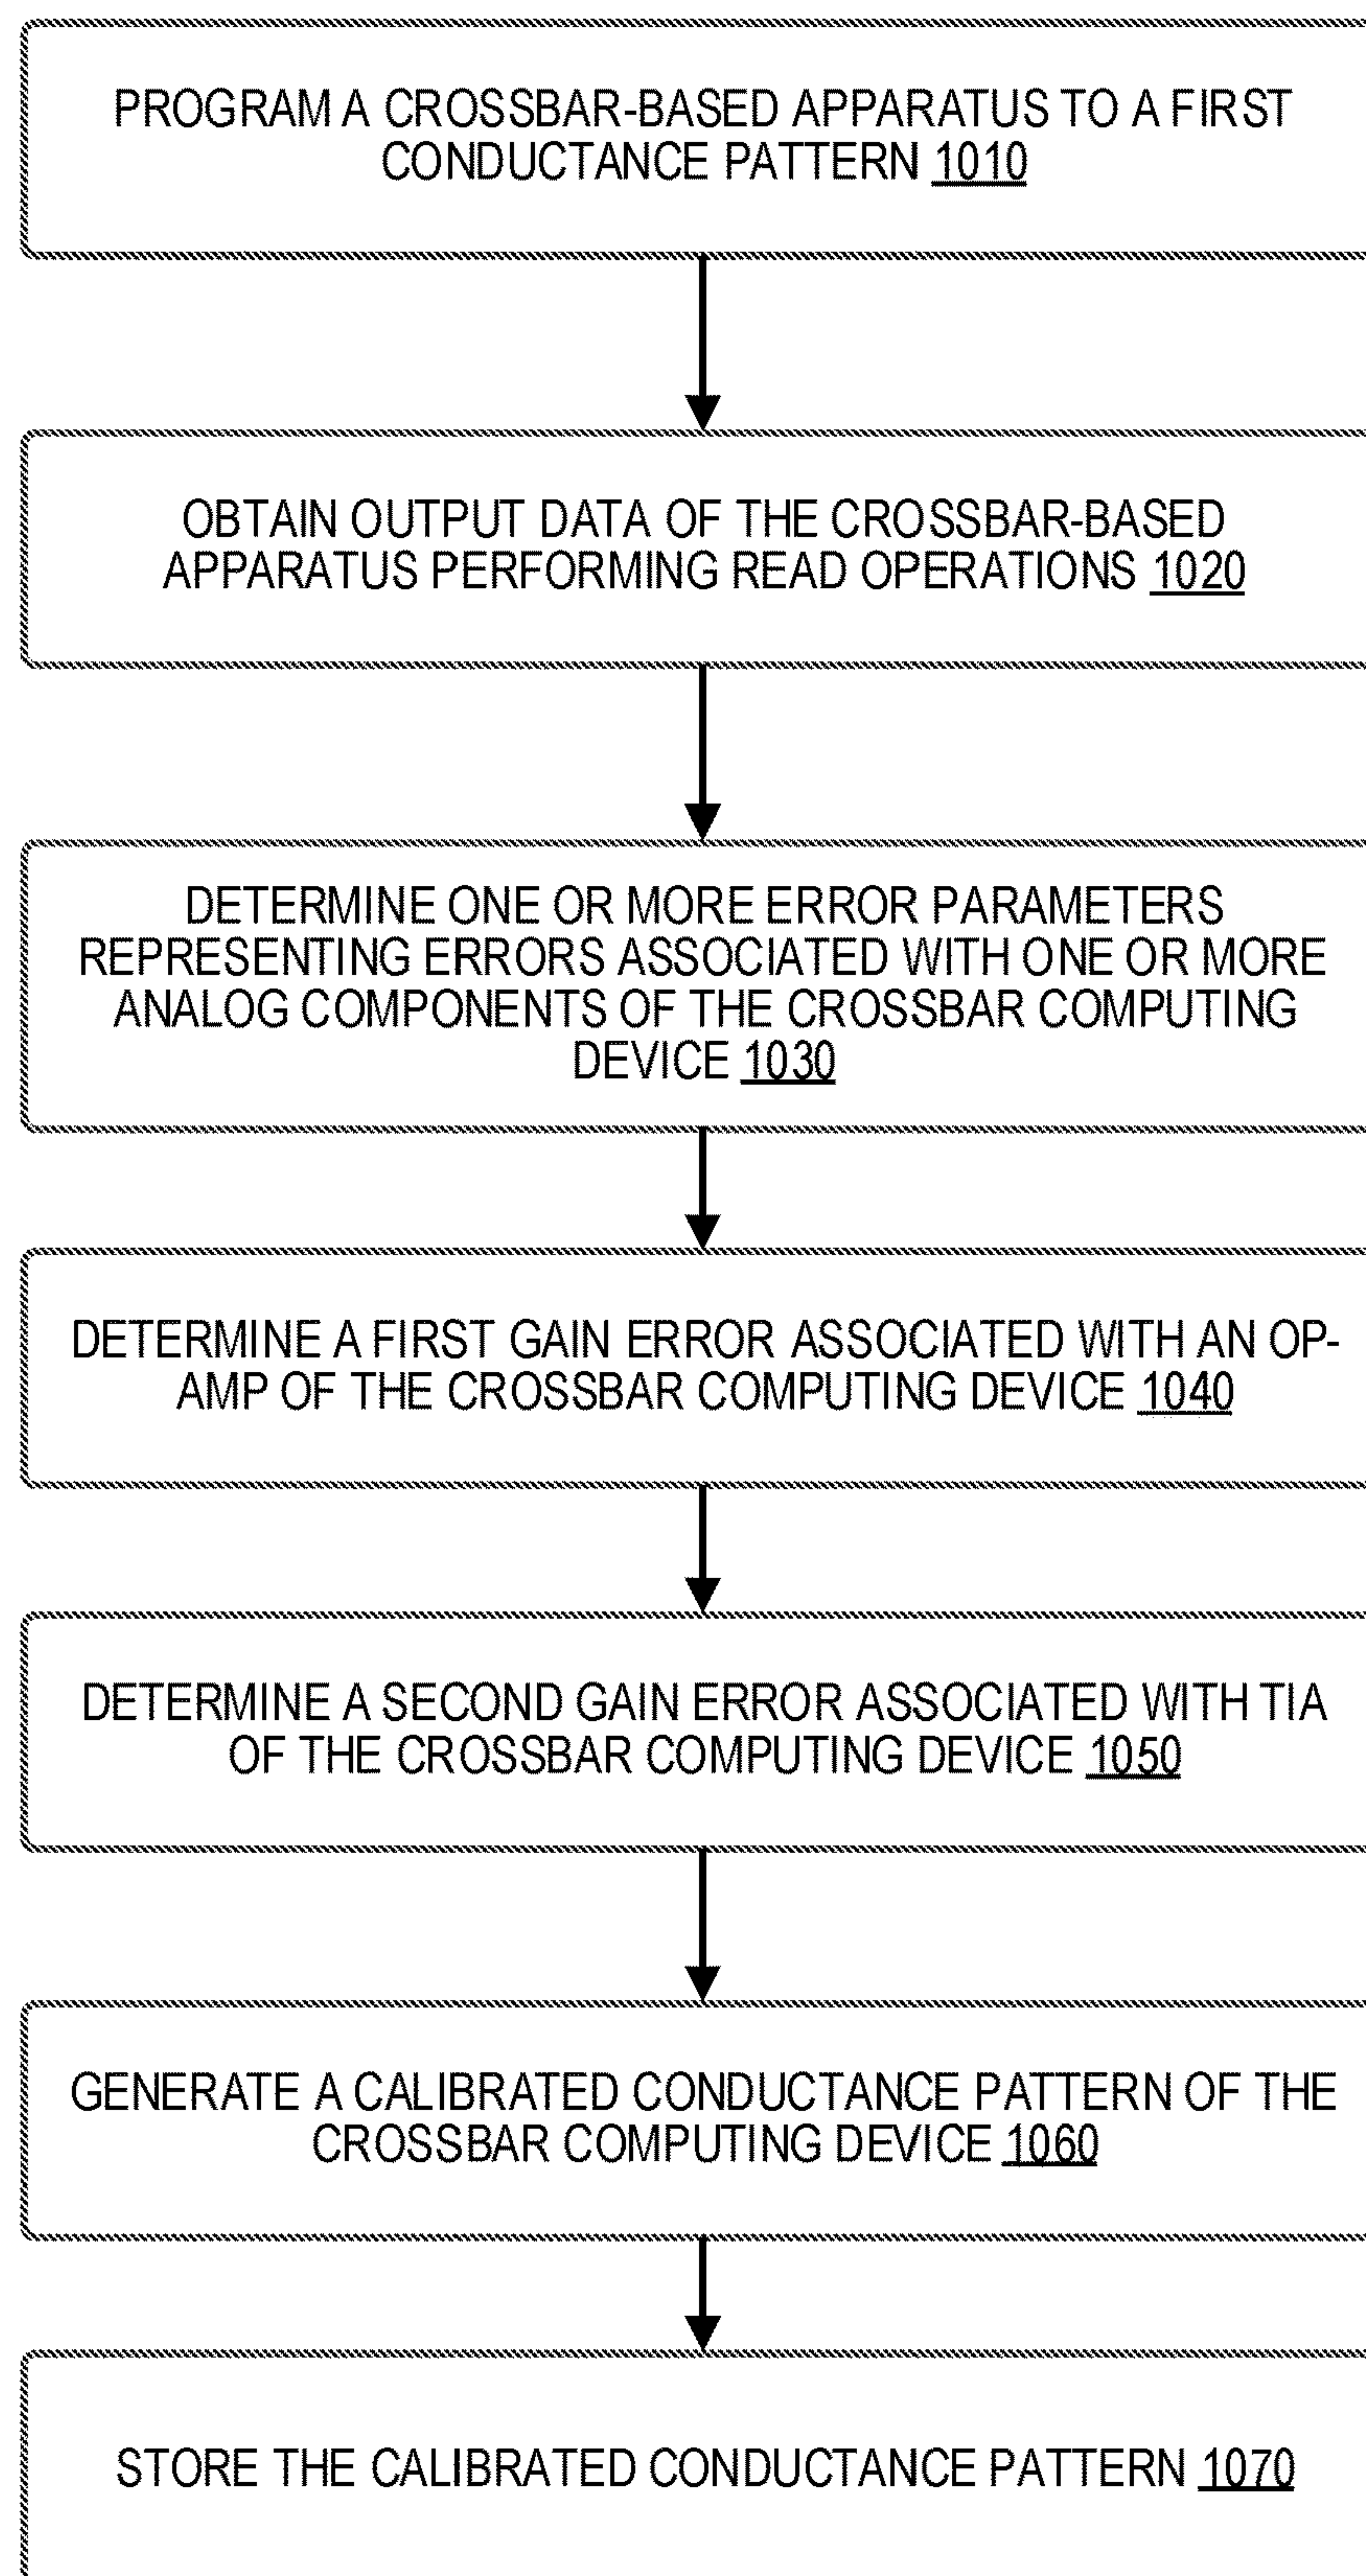 PROGRAM A CROSSBAR-BASED APPARATUS TO A FIRST
CONDUCTANCE PATTERN 1010
OBTAIN OUTPUT DATA OF THE CROSSBAR-BASED
APPARATUS PERFORMING READ OPERATIONS 1020
DETERMINE ONE OR MORE ERROR PARAMETERS
REPRESENTING ERRORS ASSOCIATED WITH ONE OR MORE
ANALOG COMPONENTS OF THE CROSSBAR COMPUTING
DEVICE 1030
DETERMINE A FIRST GAIN ERROR ASSOCIATED WITH AN OP-
AMP OF THE CROSSBAR COMPUTING DEVICE 1040
DETERMINE A SECOND GAIN ERROR ASSOCIATED WITH TIA
OF THE CROSSBAR COMPUTING DEVICE 1050
GENERATE A CALIBRATED CONDUCTANCE PATTERN OF THE
CROSSBAR COMPUTING DEVICE 1060
STORE THE CALIBRATED CONDUCTANCE PATTERN 1070